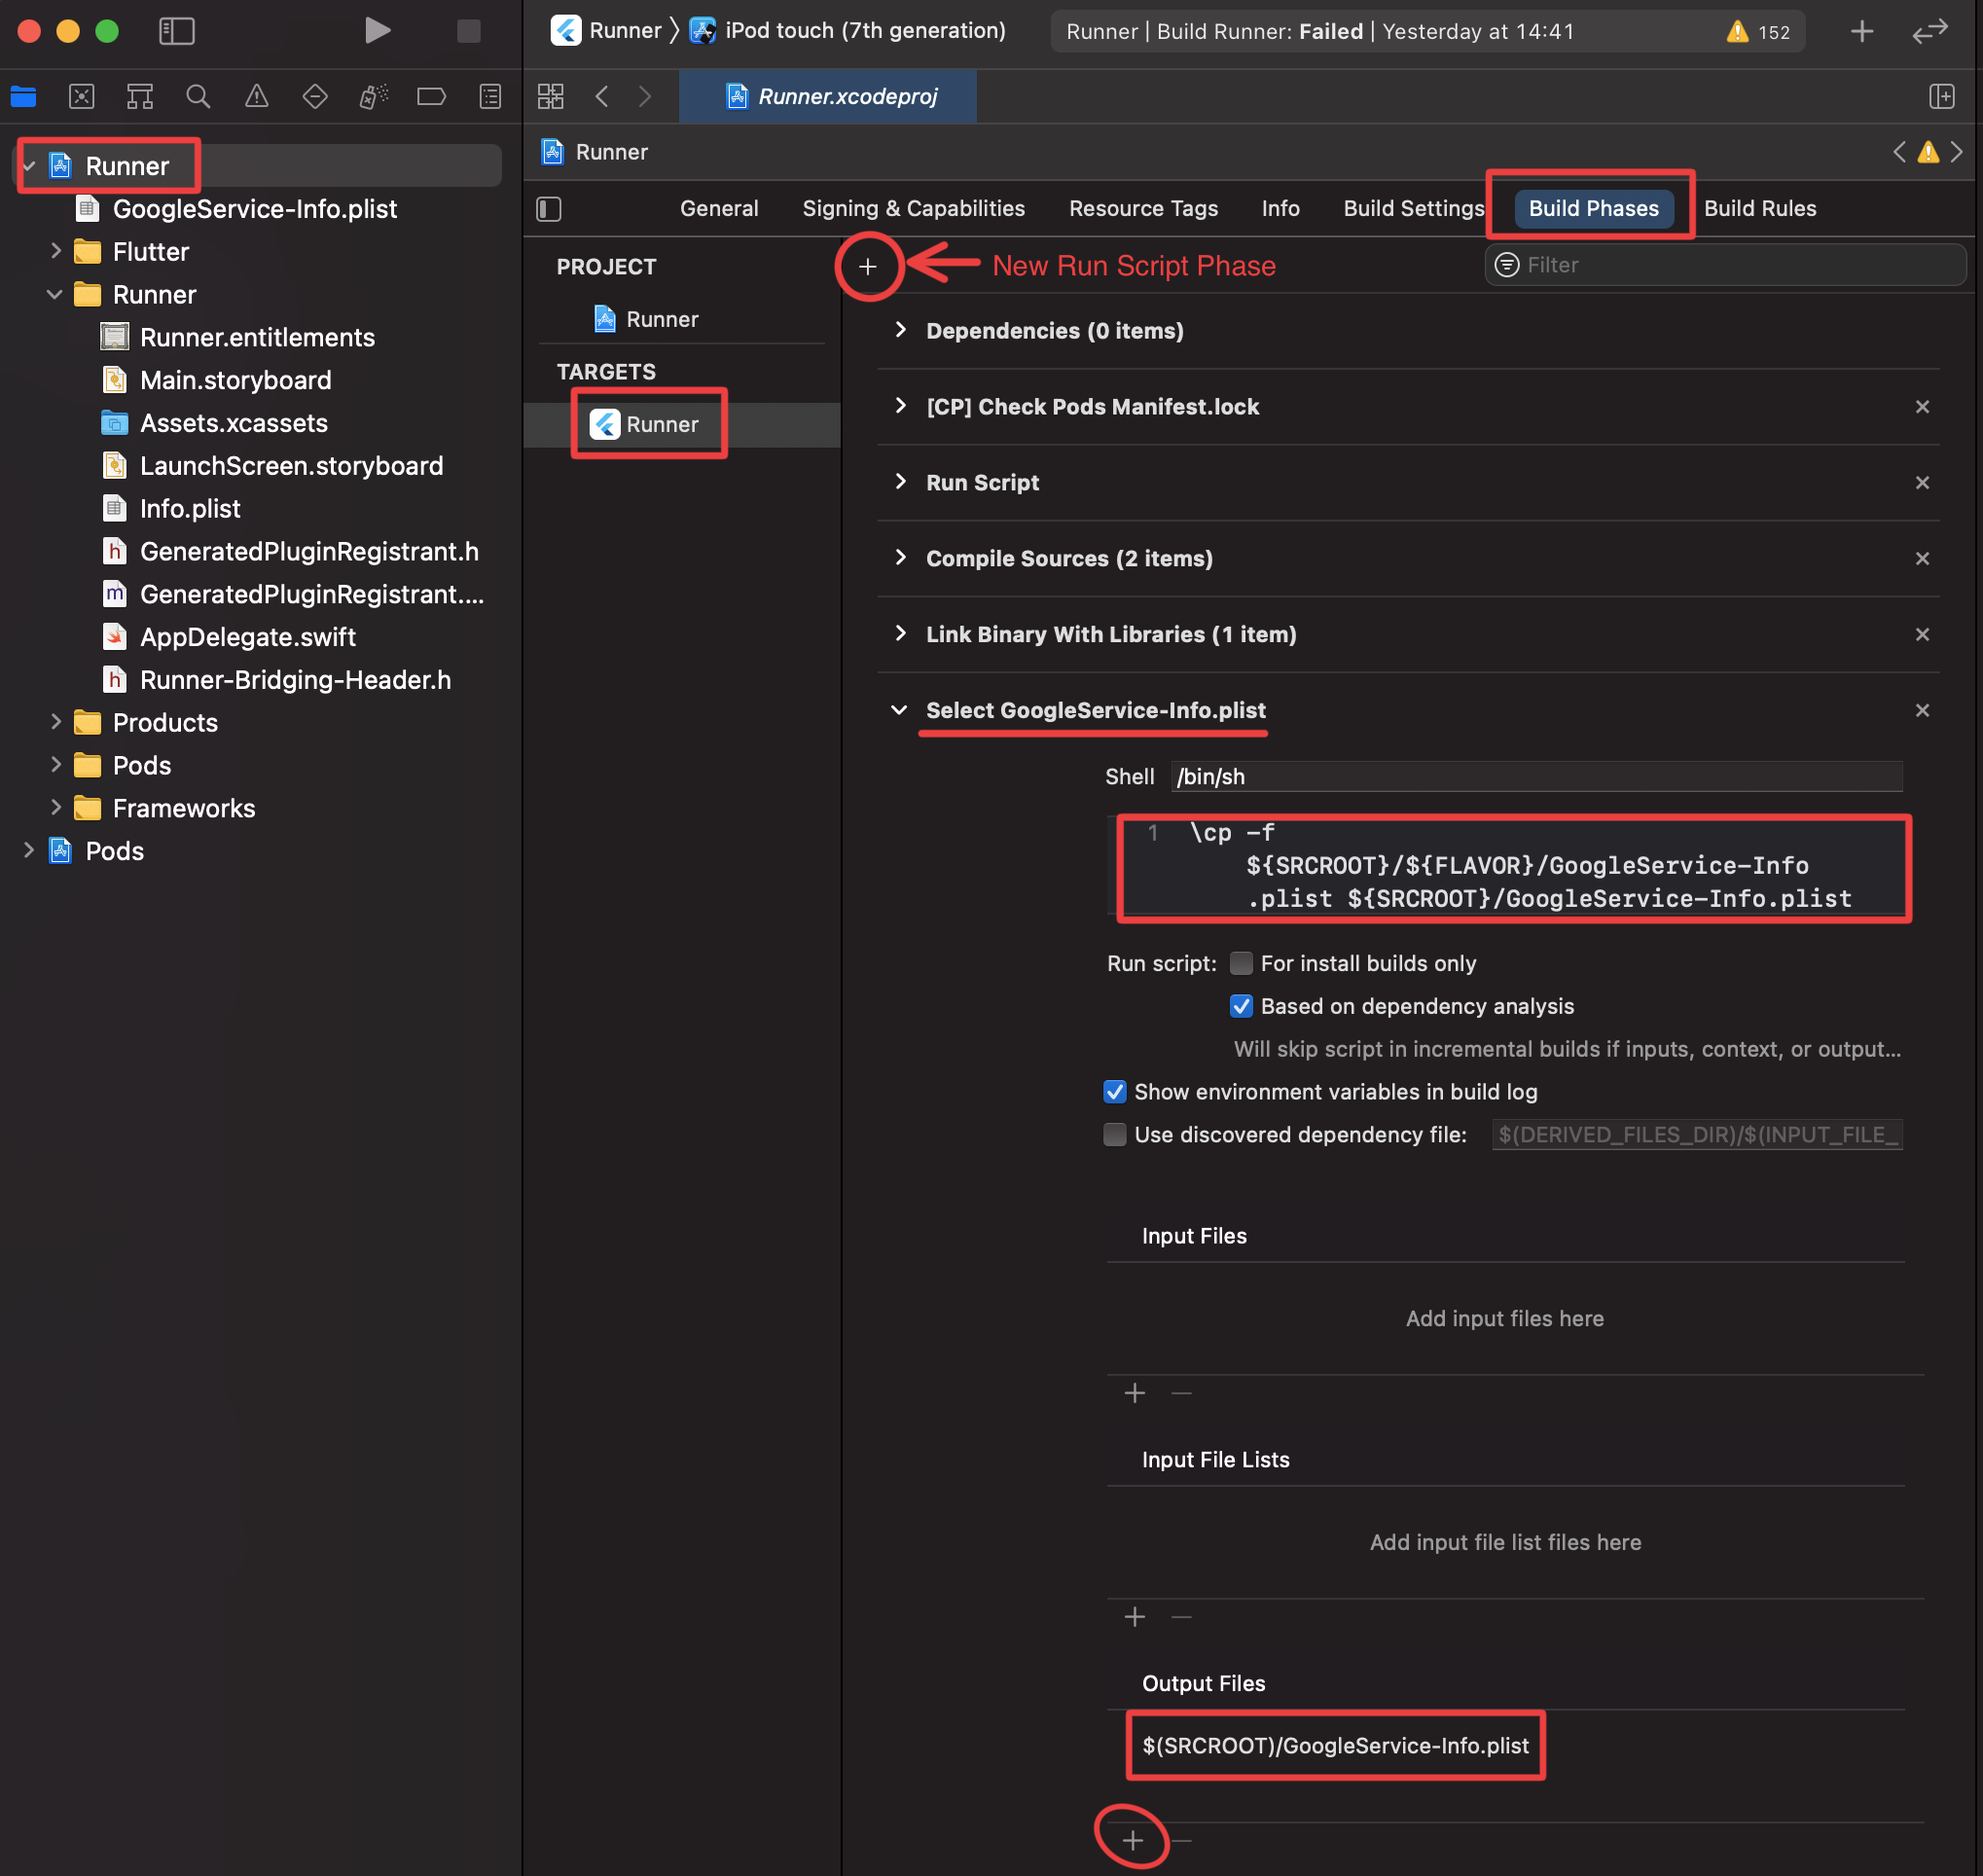 Runner
iPod touch (7th generation)
Runner | Build Runner: Failed | Yesterday at 14:41
152
Runner.xcodeproj
Runner
GoogleService-Info.plist
Flutter
Runner
Runner.entitlements
Main.storyboard
Assets.xcassets
LaunchScreen.storyboard
Info.plist
GeneratedPluginRegistrant.h
GeneratedPluginRegistrant....
AppDelegate.swift
Runner-Bridging-Header.h
Products
Pods
Frameworks
Pods
Runner
General
Signing & Capabilities
Resource Tags
Info
Build Settings
Build Phases
Build Rules
PROJECT
Runner
TARGETS
Runner
New Run Script Phase
Filter
Dependencies (0 items)
[CP] Check Pods Manifest.lock
Run Script
Compile Sources (2 items)
Link Binary With Libraries (1 item)
Select GoogleService-Info.plist
Shell /bin/sh
1 \cp -f
${SRCROOT}/${FLAVOR}/GoogleService-Info
.plist ${SRCROOT}/GoogleService-Info.plist
Run script: For install builds only
Based on dependency analysis
Will skip script in incremental builds if inputs, context, or output...
Show environment variables in build log
Use discovered dependency file: $(DERIVED_FILES_DIR)/$(INPUT_FILE_
Input Files
Add input files here
Input File Lists
Add input file list files here
Output Files
$(SRCROOT)/GoogleService-Info.plist